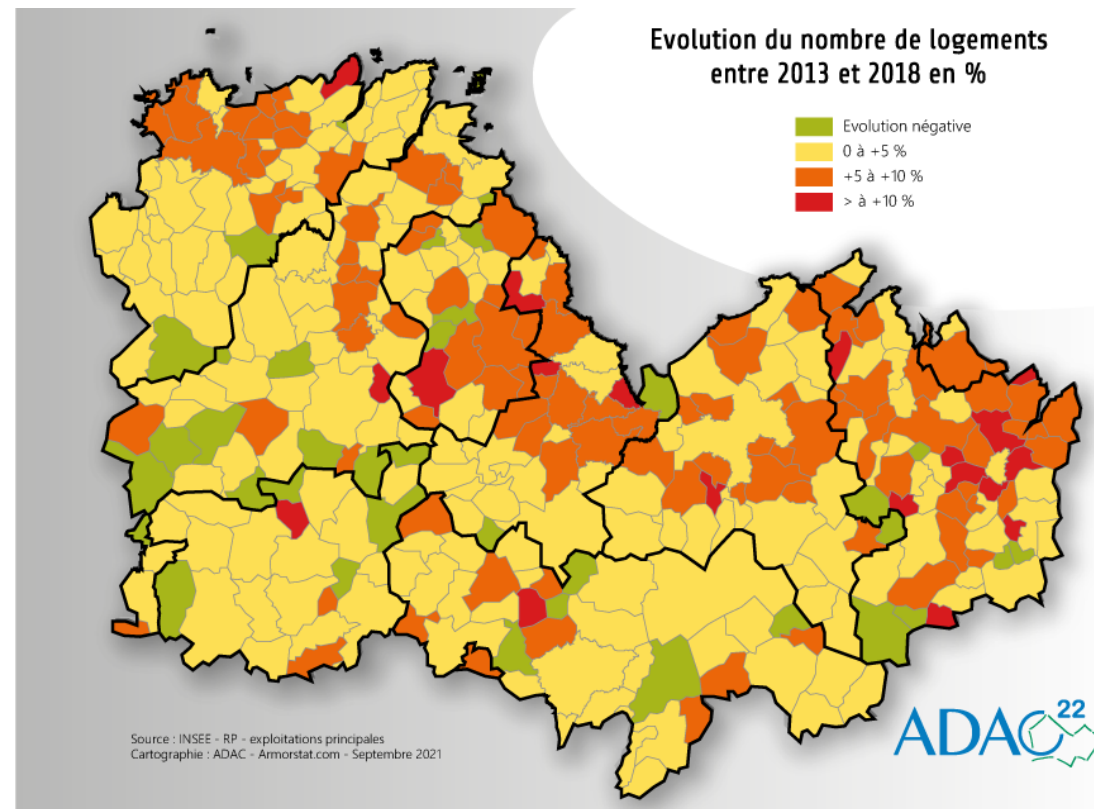 Evolution du nombre de logements
entre 2013 et 2018 en %
Evolution négative
0 à +5 %
+5 à +10 %
> à +10 %
Source : INSEE - RP - exploitations principales
Cartographie : ADAC - Armorstat.com - Septembre 2021
ADAC 22